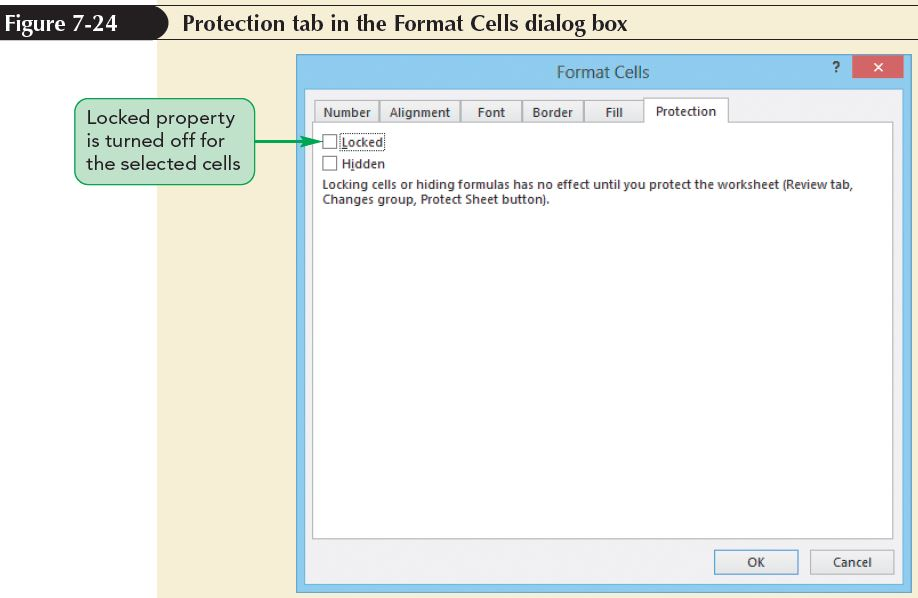 Figure 7-24
Protection tab in the Format Cells dialog box
Format Cells
?
Number Alignment Font Border Fill Protection
Locked property
is turned off for
the selected cells
Locked
Hidden
Locking cells or hiding formulas has no effect until you protect the worksheet (Review tab,
Changes group, Protect Sheet button).
OK
Cancel